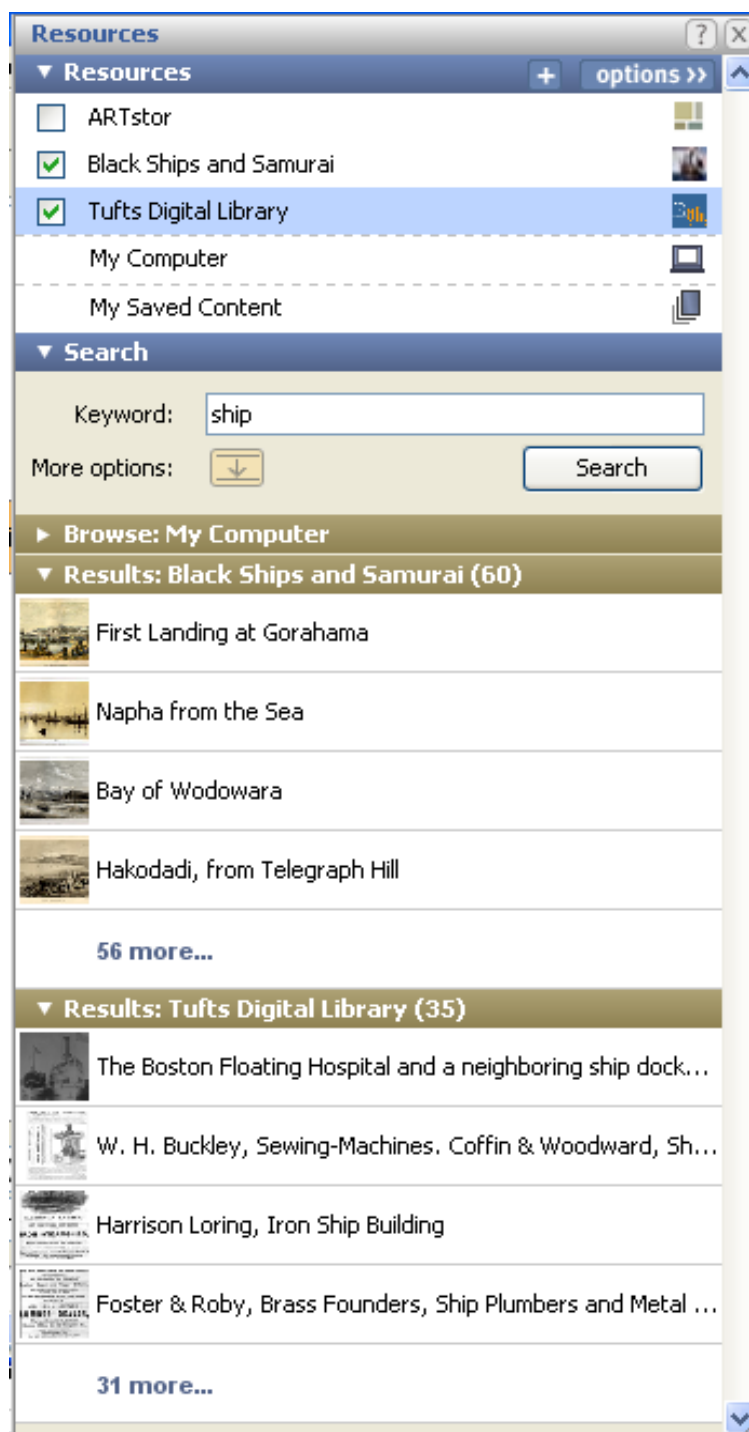 Resources
▼ Resources + options >>
ARTstor
Black Ships and Samurai
Tufts Digital Library
My Computer
My Saved Content
▼ Search
Keyword: ship
More options: Search
► Browse: My Computer
▼ Results: Black Ships and Samurai (60)
First Landing at Gorahama
Napha from the Sea
Bay of Wodowara
Hakodadi, from Telegraph Hill
56 more...
▼ Results: Tufts Digital Library (35)
The Boston Floating Hospital and a neighboring ship dock...
W. H. Buckley, Sewing-Machines. Coffin & Woodward, Sh...
Harrison Loring, Iron Ship Building
Foster & Roby, Brass Founders, Ship Plumbers and Metal ...
31 more...